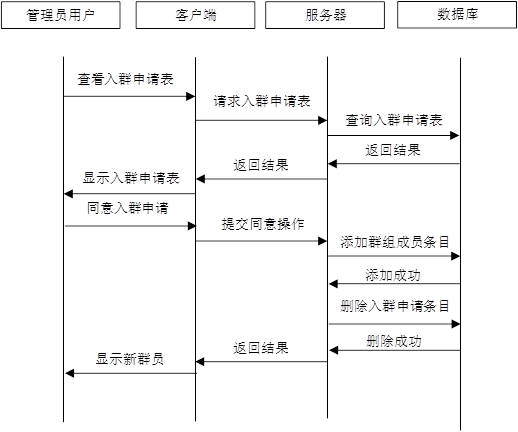 管理员用户
客户端
服务器
数据库
查看入群申请表
请求入群申请表
查询入群申请表
返回结果
返回结果
显示入群申请表
同意入群申请
提交同意操作
添加群组成员条目
添加成功
删除入群申请条目
删除成功
返回结果
显示新群员